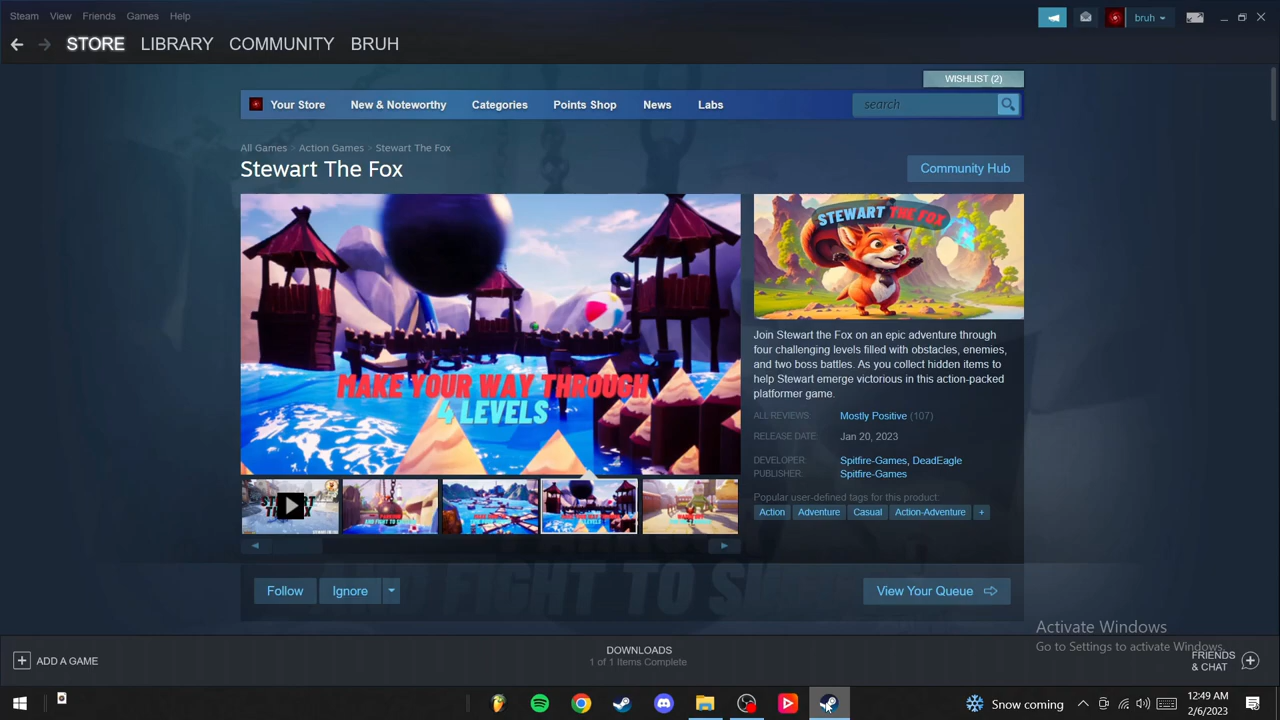 Steam View Friends Games Help
bruh
STORE LIBRARY COMMUNITY BRUH
WISHLIST (2)
Your Store New & Noteworthy Categories Points Shop News Labs
search
All Games > Action Games > Stewart The Fox
Stewart The Fox
Community Hub
STEWART THE FOX
MAKE YOUR WAY THROUGH
4 LEVELS
Join Stewart the Fox on an epic adventure through
four challenging levels filled with obstacles, enemies,
and two boss battles. As you collect hidden items to
help Stewart emerge victorious in this action-packed
platformer game.
ALL REVIEWS: Mostly Positive (107)
RELEASE DATE: Jan 20, 2023
DEVELOPER: Spitfire-Games, DeadEagle
PUBLISHER: Spitfire-Games
Popular user-defined tags for this product:
Action Adventure Casual Action-Adventure +
AND FIGHT TO
Follow Ignore
View Your Queue
Activate Windows
Go to Settings to activate Windows.
ADD A GAME
DOWNLOADS
1 of 1 Items Complete
FRIENDS
& CHAT
Snow coming
12:49 AM
2/6/2023